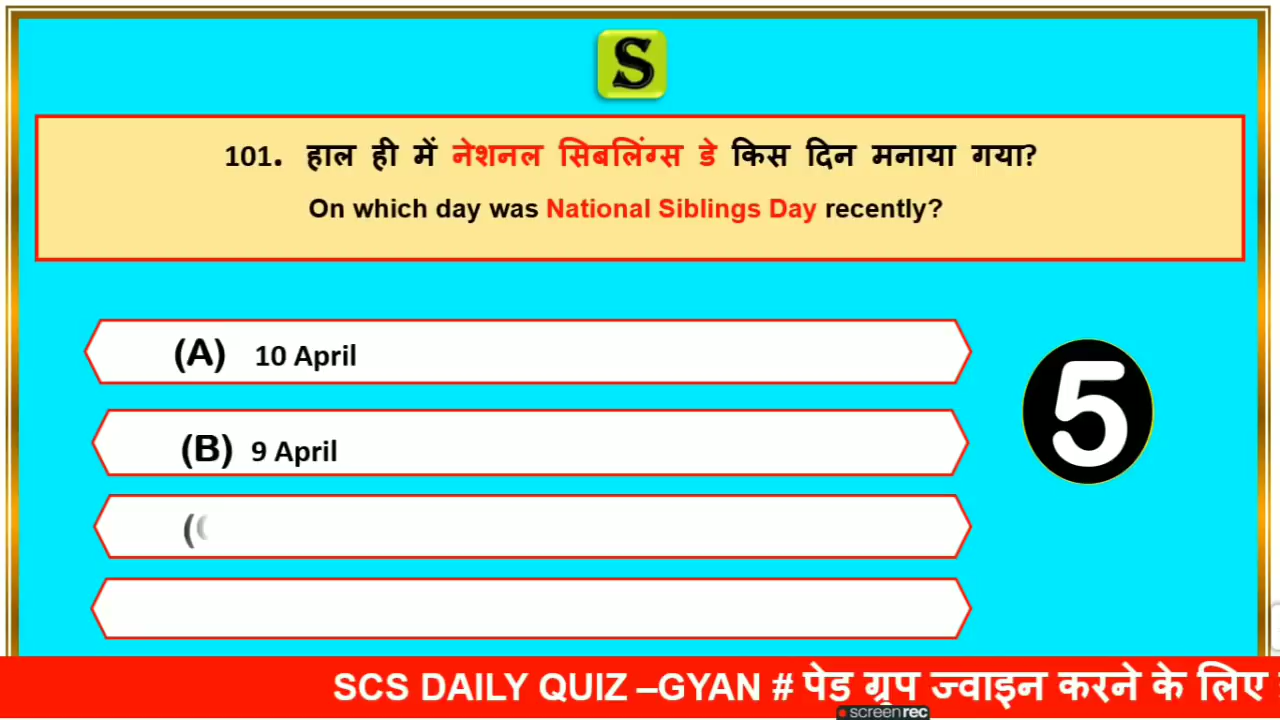 S
101. हाल ही में नेशनल सिबलिंग्स डे किस दिन मनाया गया?
On which day was National Siblings Day recently?
(A) 10 April
(B) 9 April
5
SCS DAILY QUIZ –GYAN # पेड ग्रुप ज्वाइन करने के लिए
screenrec